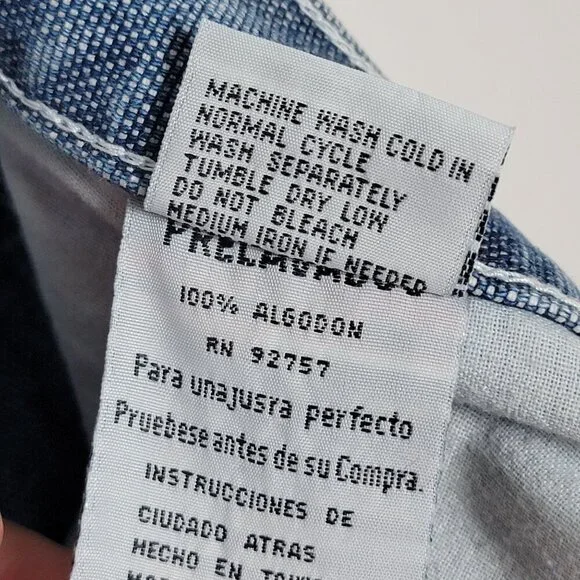 MACHINE WASH COLD IN
NORMAL CYCLE
WASH SEPARATELY
TUMBLE DRY LOW
DO NOT BLEACH
MEDIUM IRON IF NEEDED
PRELAVADOS
100% ALGODON
RN 92757
Para unajusra perfecto
Pruebese antes de su Compra.
INSTRUCCIONES DE
CIUDADO ATRAS
HECHO EN